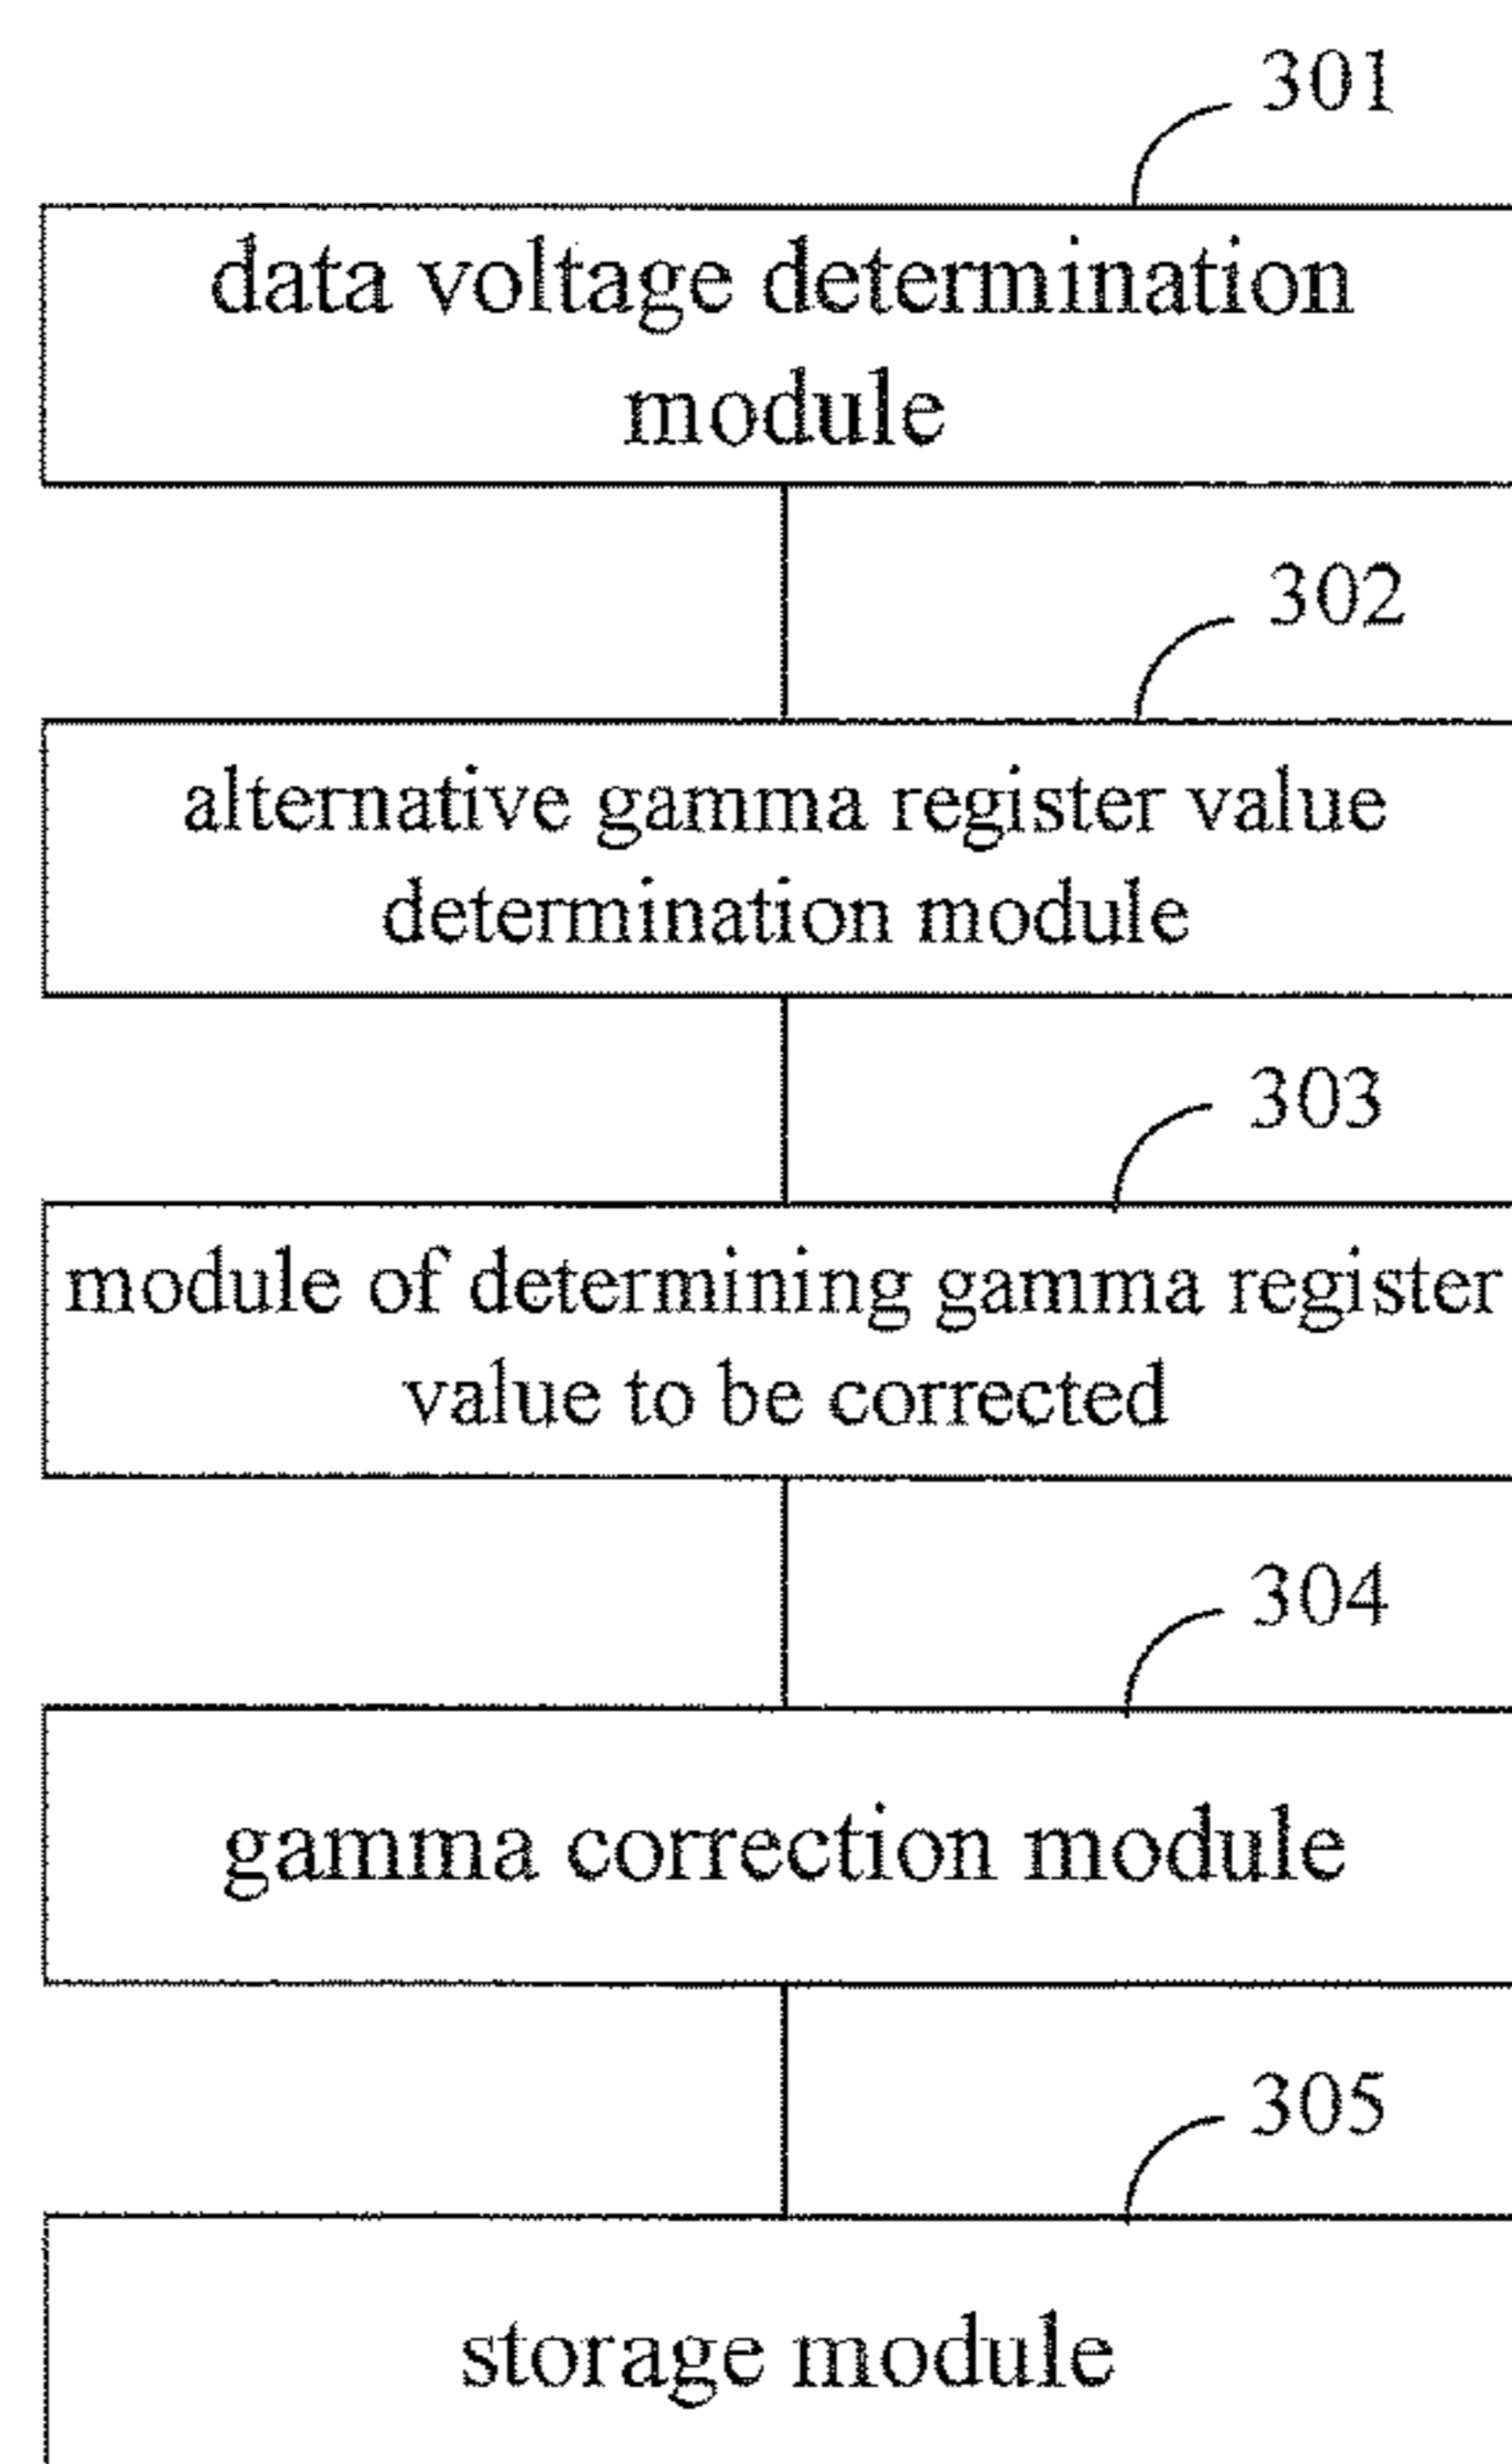 301
data voltage determination
module
302
alternative gamma register value
determination module
303
module of determining gamma register
value to be corrected
304
gamma correction module
305
storage module